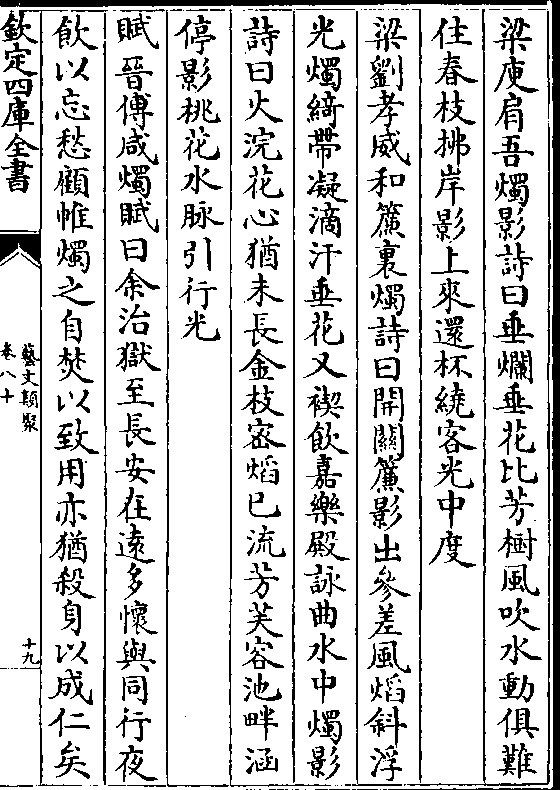 梁庾肩吾燭影詩曰垂爛垂花比芳樹風吹水動俱難
住春枝拂岸影上來還杯繞客光中度
梁劉孝威和簾裏燭詩曰開關簾影出參差風焰斜浮
光燭綺帶凝滴汗垂花又禊飲嘉樂殿詠曲水中燭影
詩曰火浣花心猶未長金枝密焰已流芳芙容池畔涵
停影桃花水脉引行光
賦晉傅咸燭賦曰余治獄至長安在遠多懷與同行夜
飲以忘愁顧帷燭之自焚以致用亦猶殺身以成仁矣
欽定四庫全書
藝文類聚
卷八十
十九